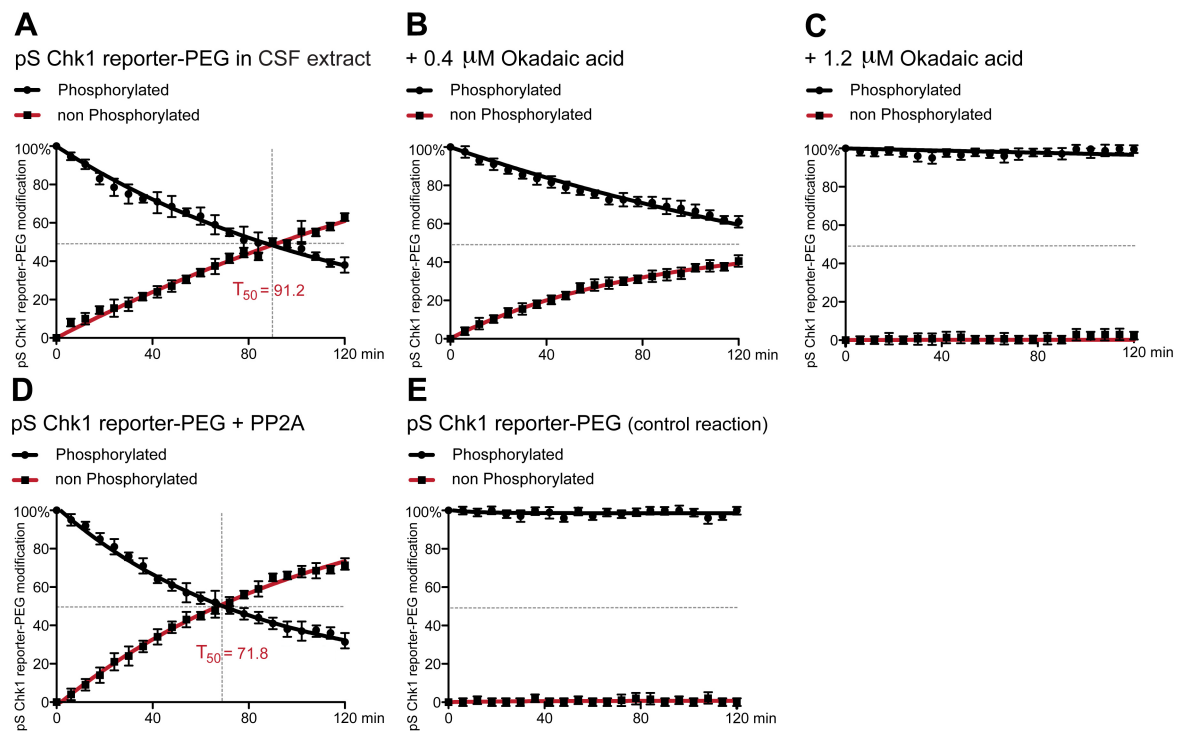 A
pS Chk1 reporter-PEG in CSF extract
Phosphorylated
non Phosphorylated
pS Chk1 reporter-PEG modification
100%
80
60
40
20
0
T50 = 91.2
0 40 80 120 min
B
+ 0.4 µM Okadaic acid
Phosphorylated
non Phosphorylated
pS Chk1 reporter-PEG modification
100%
80
60
40
20
0
0 40 80 120 min
C
+ 1.2 µM Okadaic acid
Phosphorylated
non Phosphorylated
pS Chk1 reporter-PEG modification
100%
80
60
40
20
0
0 40 80 120 min
D
pS Chk1 reporter-PEG + PP2A
Phosphorylated
non Phosphorylated
pS Chk1 reporter-PEG modification
100%
80
60
40
20
0
T50 = 71.8
0 40 80 120 min
E
pS Chk1 reporter-PEG (control reaction)
Phosphorylated
non Phosphorylated
pS Chk1 reporter-PEG modification
100%
80
60
40
20
0
0 40 80 120 min